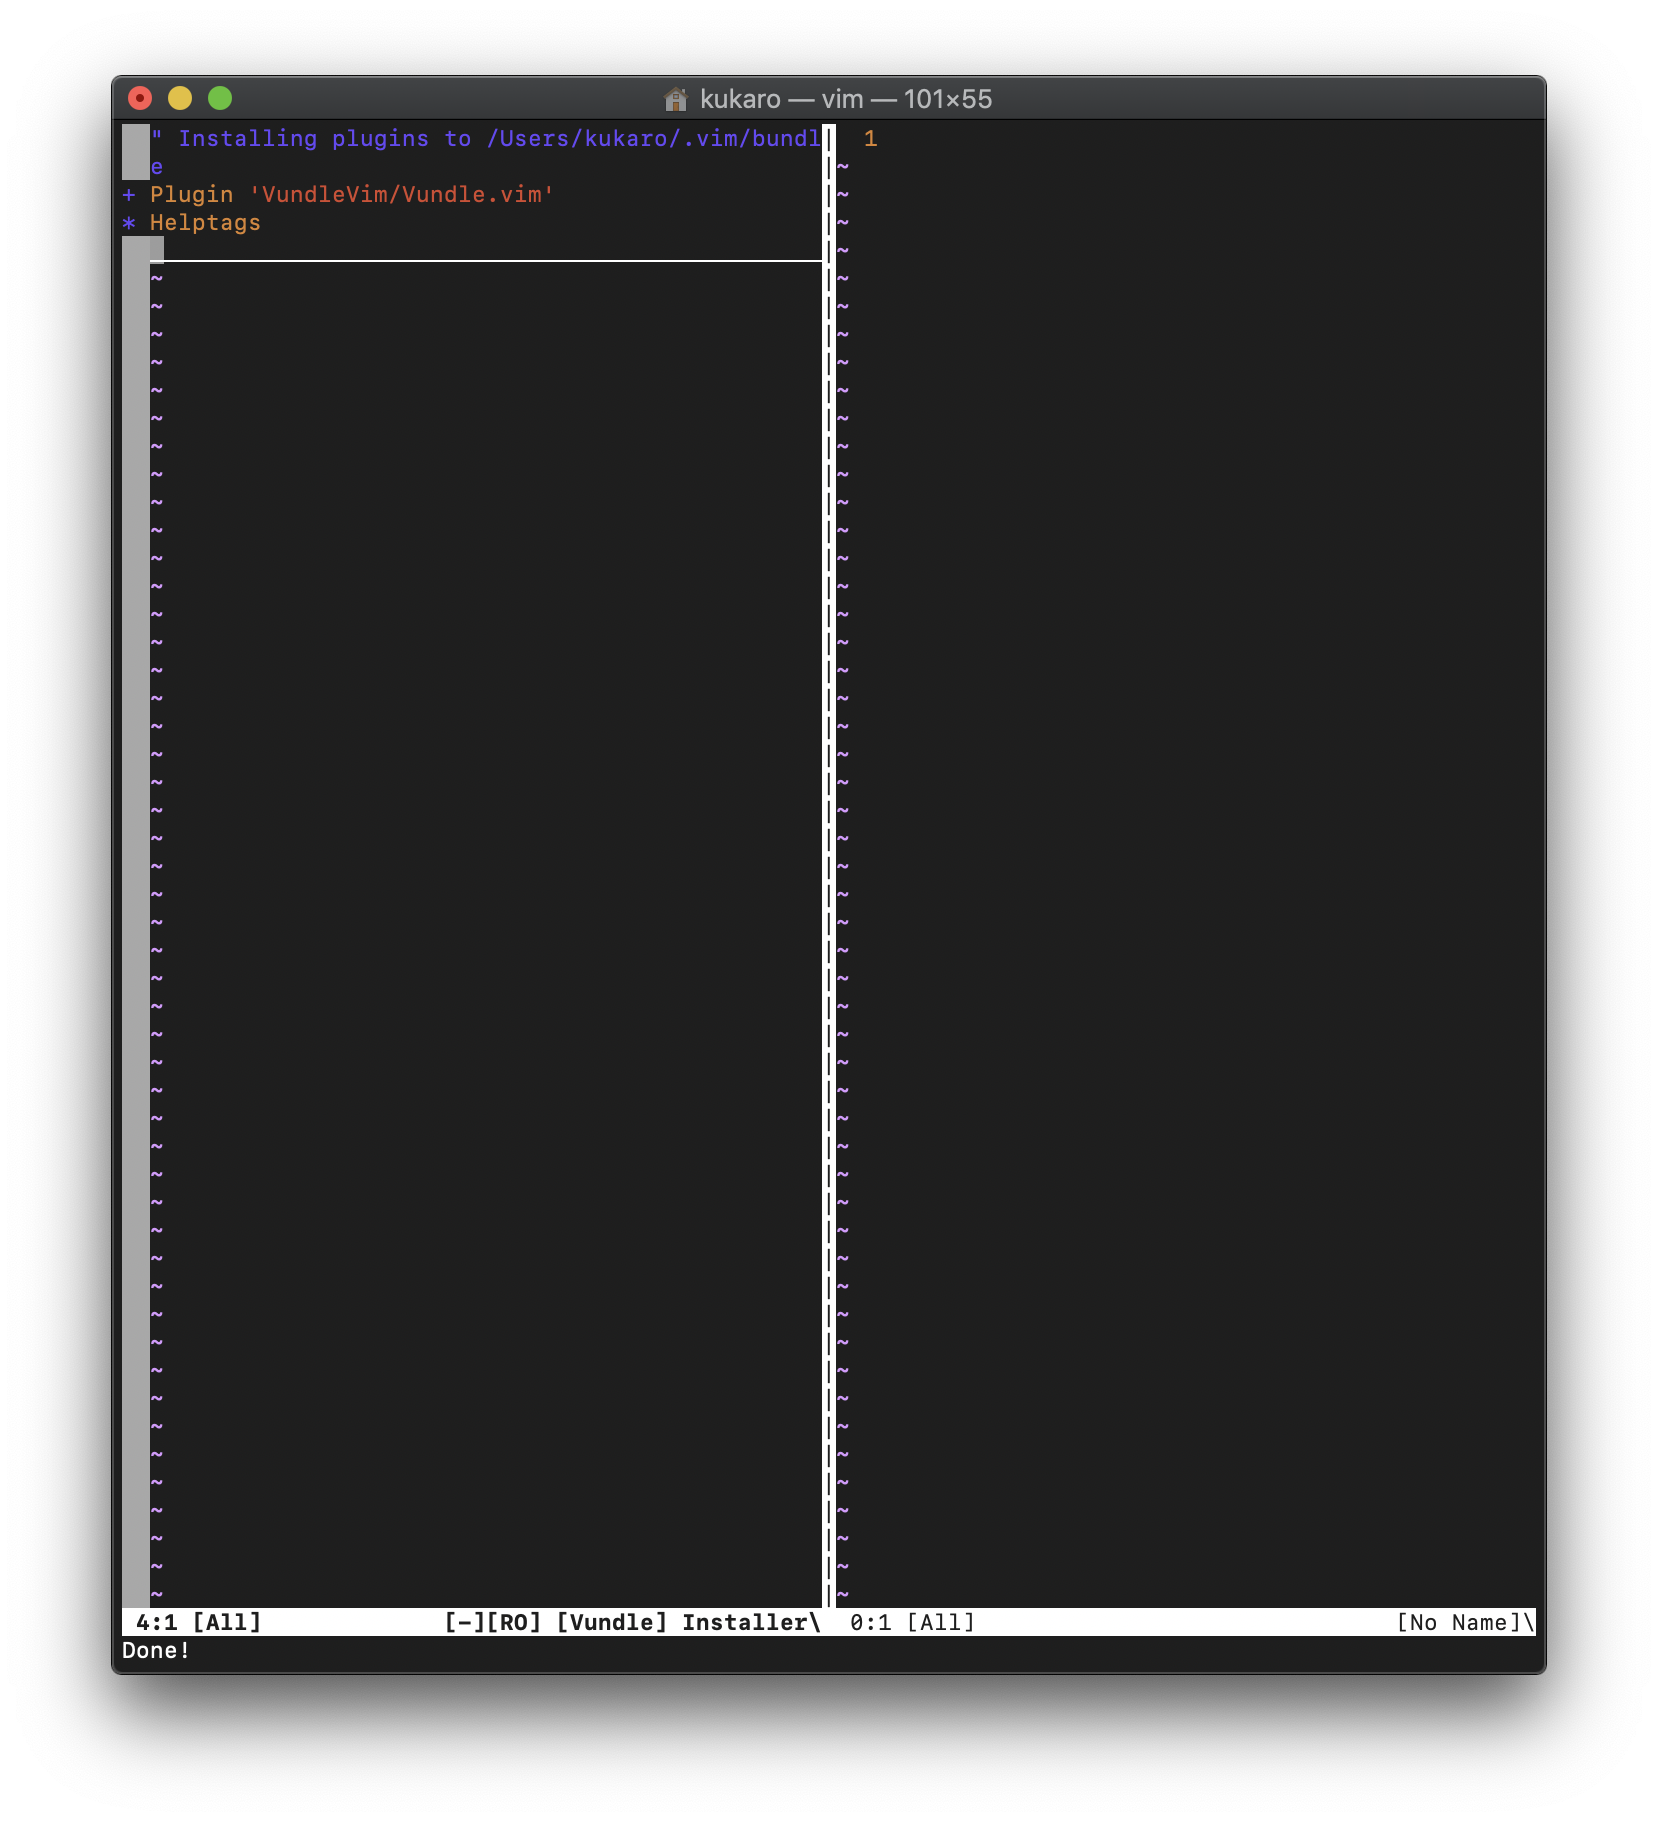 kukaro — vim — 101×55
" Installing plugins to /Users/kukaro/.vim/bundl
e
+ Plugin 'VundleVim/Vundle.vim'
* Helptags
1
4:1 [All] [-][RO] [Vundle] Installer\ 0:1 [All] [No Name]\
Done!